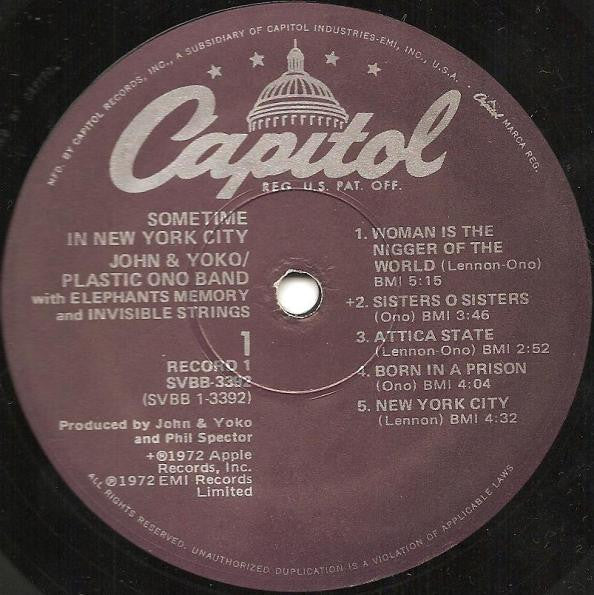 MFD. BY CAPITOL RECORDS, INC., A SUBSIDIARY OF CAPITOL INDUSTRIES-EMI, INC., U.S.A. • Capitol MARCA REG.
Capitol
REG. U.S. PAT. OFF.
SOMETIME
IN NEW YORK CITY
JOHN & YOKO/
PLASTIC ONO BAND
with ELEPHANTS MEMORY
and INVISIBLE STRINGS
1
RECORD 1
SVBB-3392
(SVBB 1-3392)
Produced by John & Yoko
and Phil Spector
+℗1972 Apple
Records, Inc.
℗1972 EMI Records
Limited
1. WOMAN IS THE
NIGGER OF THE
WORLD (Lennon-Ono)
BMI 5:15
+2. SISTERS O SISTERS
(Ono) BMI 3:46
3. ATTICA STATE
(Lennon-Ono) BMI 2:52
4. BORN IN A PRISON
(Ono) BMI 4:04
5. NEW YORK CITY
(Lennon) BMI 4:32
ALL RIGHTS RESERVED. UNAUTHORIZED DUPLICATION IS A VIOLATION OF APPLICABLE LAWS